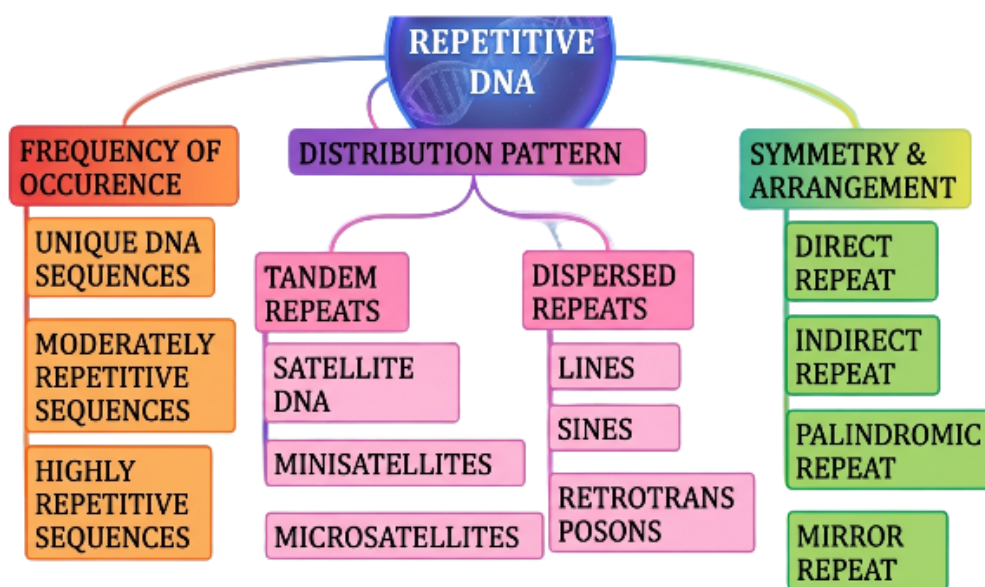 REPETITIVE
DNA
FREQUENCY OF
OCCURENCE
UNIQUE DNA
SEQUENCES
MODERATELY
REPETITIVE
SEQUENCES
HIGHLY
REPETITIVE
SEQUENCES
DISTRIBUTION PATTERN
TANDEM
REPEATS
SATELLITE
DNA
MINISATELLITES
MICROSATELLITES
DISPERSED
REPEATS
LINES
SINES
RETROTRANS
POSONS
SYMMETRY &
ARRANGEMENT
DIRECT
REPEAT
INDIRECT
REPEAT
PALINDROMIC
REPEAT
MIRROR
REPEAT